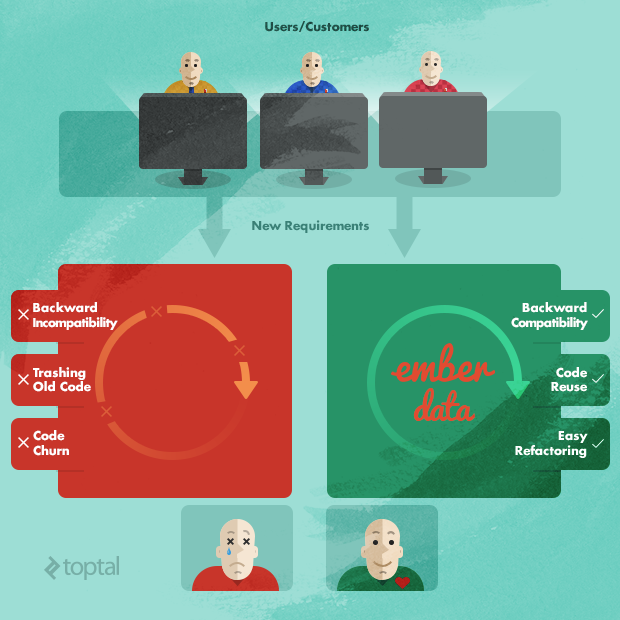 Users/Customers
New Requirements
Backward
Incompatibility
Trashing
Old Code
Code
Churn
ember
data
Backward
Compatibility
Code
Reuse
Easy
Refactoring
toptal